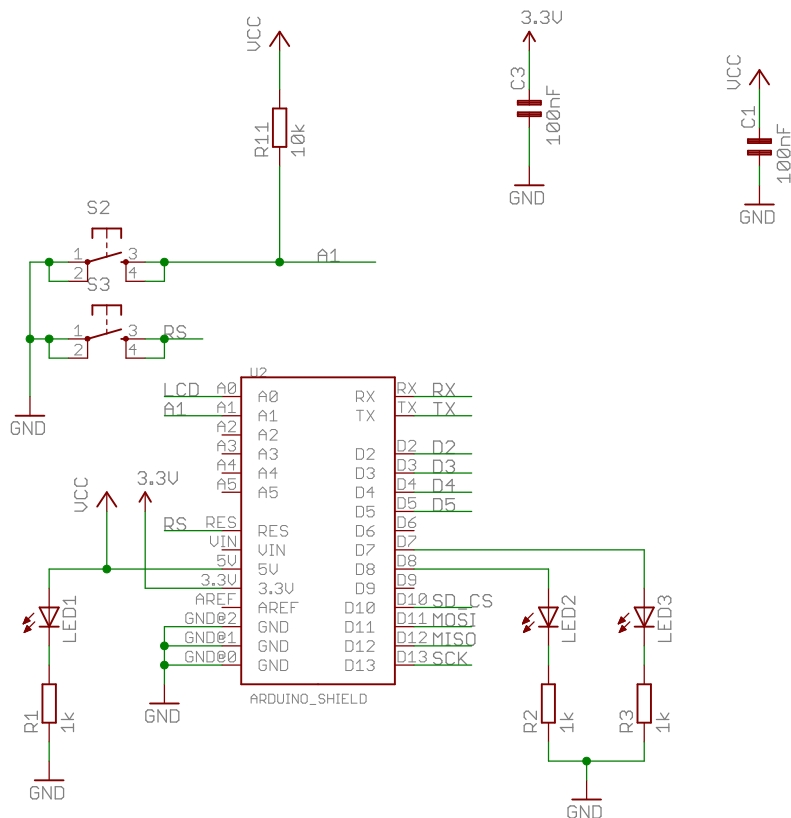 VCC
R11
10k
3.3V
C3
100nF
GND
VCC
C1
100nF
GND
S2
1 3
2 4
A1
S3
1 3
2 4
RS
GND
U2
LCD A0 A0 RX RX RX
A1 A1 A1 TX TX TX
A2 A2
A3 A3 D2 D2 D2
A4 A4 D3 D3 D3
A5 A5 D4 D4 D4
D5 D5 D5
RS RES RES D6 D6
VIN VIN D7 D7
5V 5V D8 D8
3.3V 3.3V D9 D9
AREF AREF D10 D10 SD_CS
GND@2 GND D11 D11 MOSI
GND@1 GND D12 D12 MISO
GND@0 GND D13 D13 SCK
ARDUINO_SHIELD
VCC
3.3V
LED1
R1
1k
GND
GND
LED2
LED3
R2
1k
R3
1k
GND